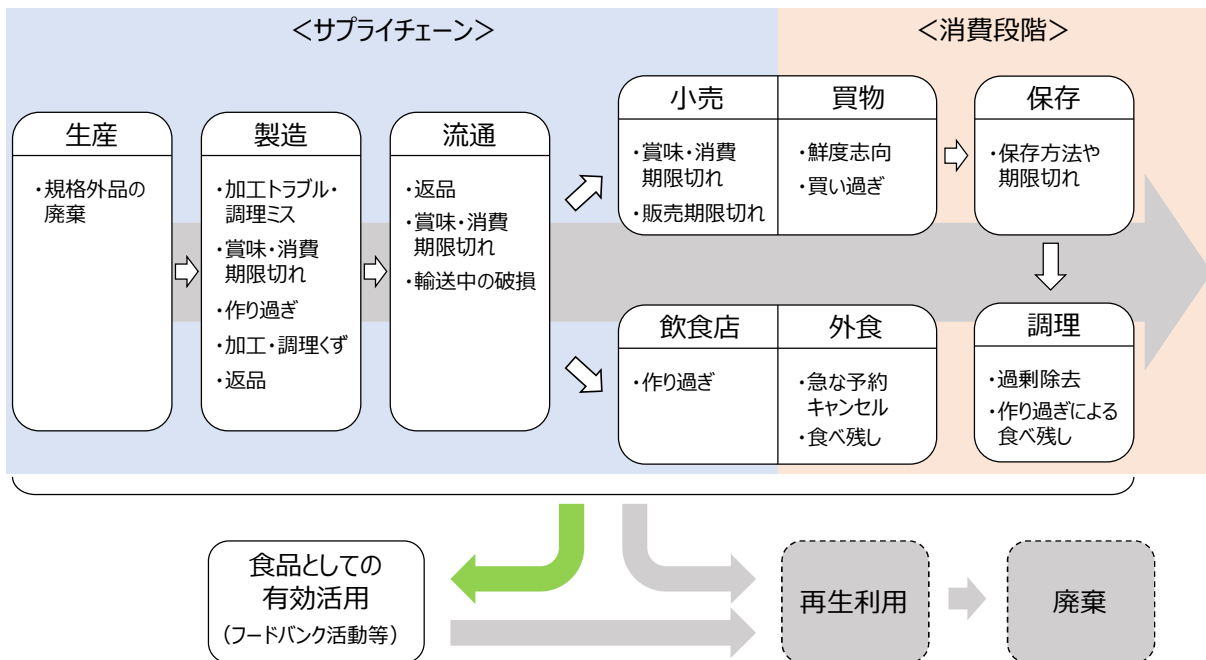 ＜サプライチェーン＞
＜消費段階＞
生産
・規格外品の
廃棄
製造
・加工トラブル・
調理ミス
・賞味・消費
期限切れ
・作り過ぎ
・加工・調理くず
・返品
流通
・返品
・賞味・消費
期限切れ
・輸送中の破損
小売
・賞味・消費
期限切れ
・販売期限切れ
買物
・鮮度志向
・買い過ぎ
保存
・保存方法や
期限切れ
飲食店
・作り過ぎ
外食
・急な予約
キャンセル
・食べ残し
調理
・過剰除去
・作り過ぎによる
食べ残し
食品としての
有効活用
（フードバンク活動等）
再生利用
廃棄